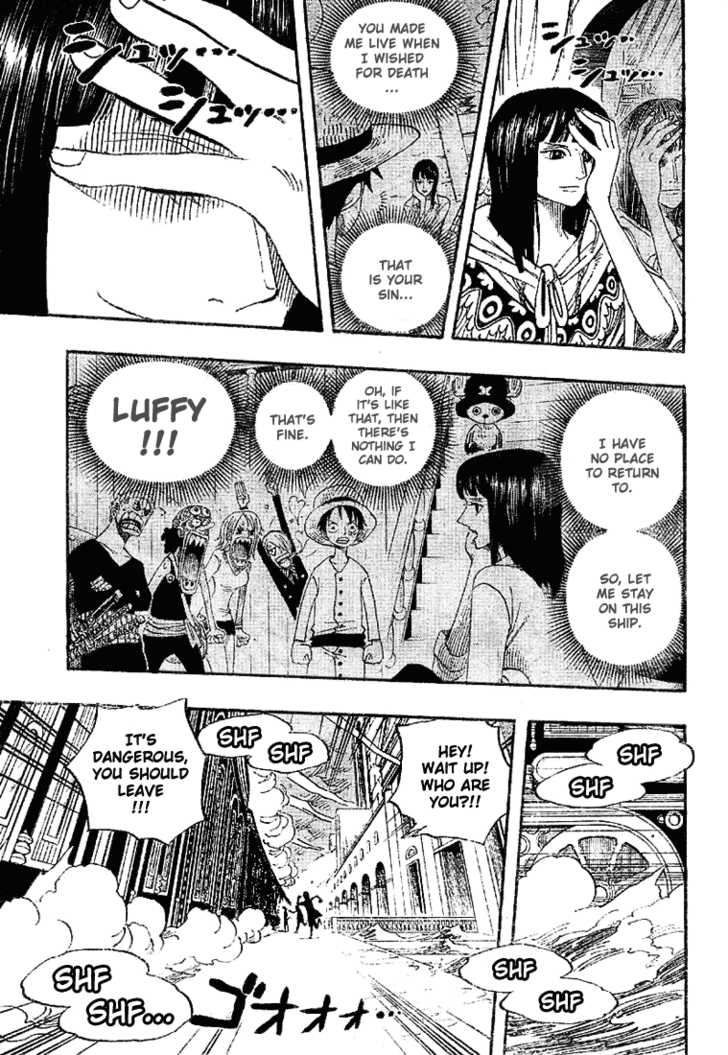 シュッ…
シュッ…
YOU MADE
ME LIVE WHEN
I WISHED
FOR DEATH
...
THAT
IS YOUR
SIN...
シュッ…
シュッ…
I HAVE
NO PLACE
TO RETURN
TO.
SO, LET
ME STAY
ON THIS
SHIP.
OH, IF
IT'S LIKE
THAT, THEN
THERE'S
NOTHING I
CAN DO.
THAT'S
FINE.
LUFFY
!!!
SHF
SHF
SHF
SHF
HEY!
WAIT UP!
WHO ARE
YOU?!!
SHF
SHF
IT'S
DANGEROUS,
YOU SHOULD
LEAVE
!!!
SHF
SHF...
ゴオオオ…